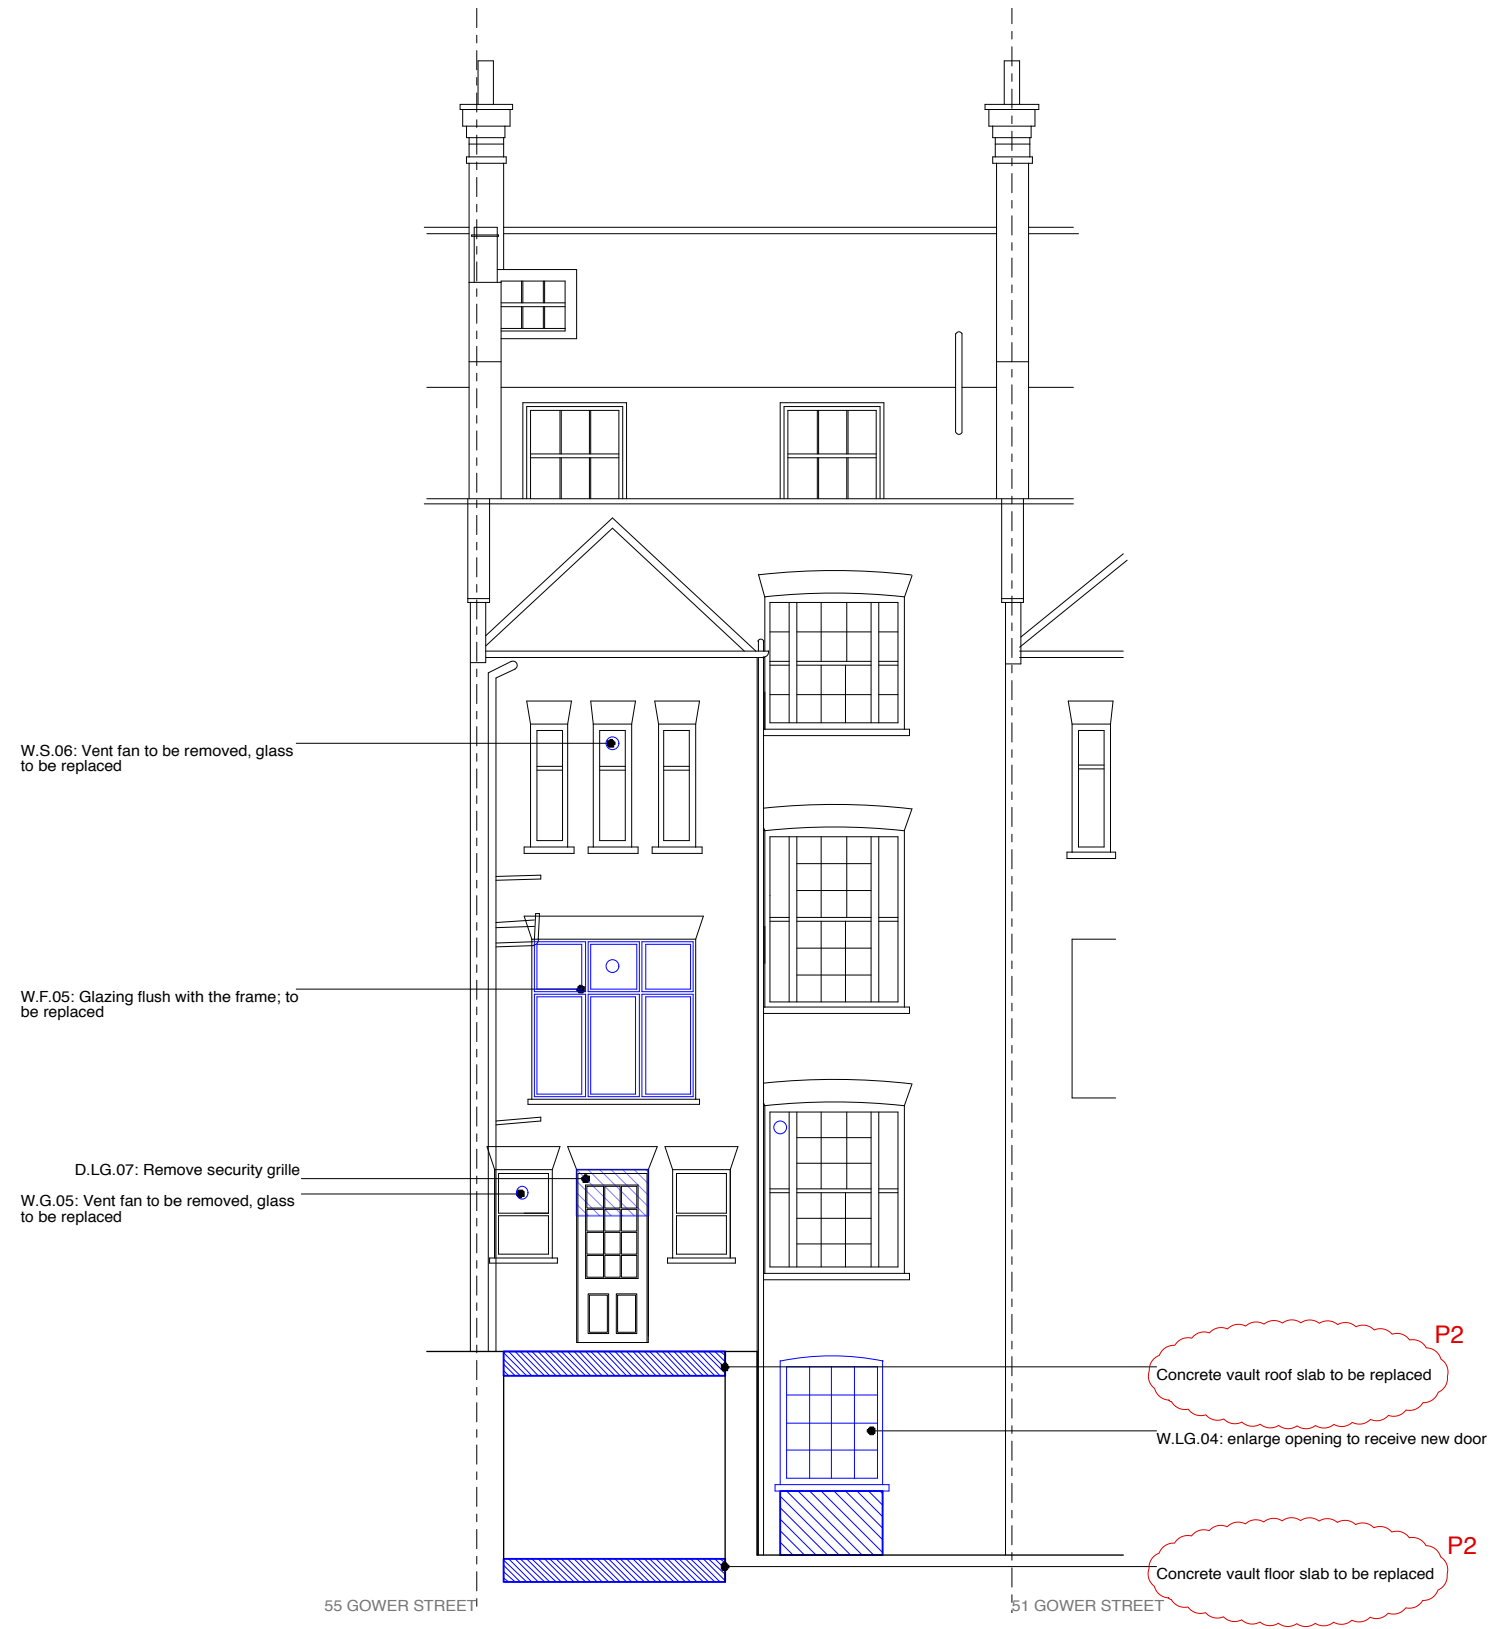 W.S.06: Vent fan to be removed, glass
to be replaced
W.F.05: Glazing flush with the frame; to
be replaced
D.LG.07: Remove security grille
W.G.05: Vent fan to be removed, glass
to be replaced
P2
Concrete vault roof slab to be replaced
W.LG.04: enlarge opening to receive new door
P2
Concrete vault floor slab to be replaced
55 GOWER STREET
51 GOWER STREET